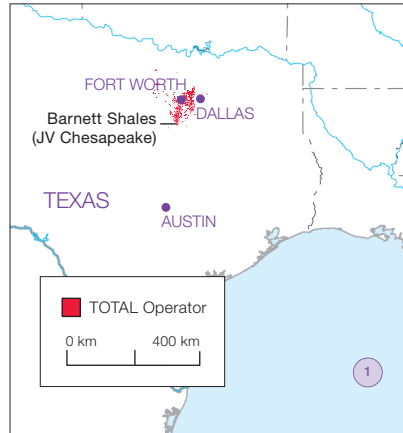 FORT WORTH
DALLAS
Barnett Shales
(JV Chesapeake)
TEXAS
AUSTIN
TOTAL Operator
0 km 400 km
1